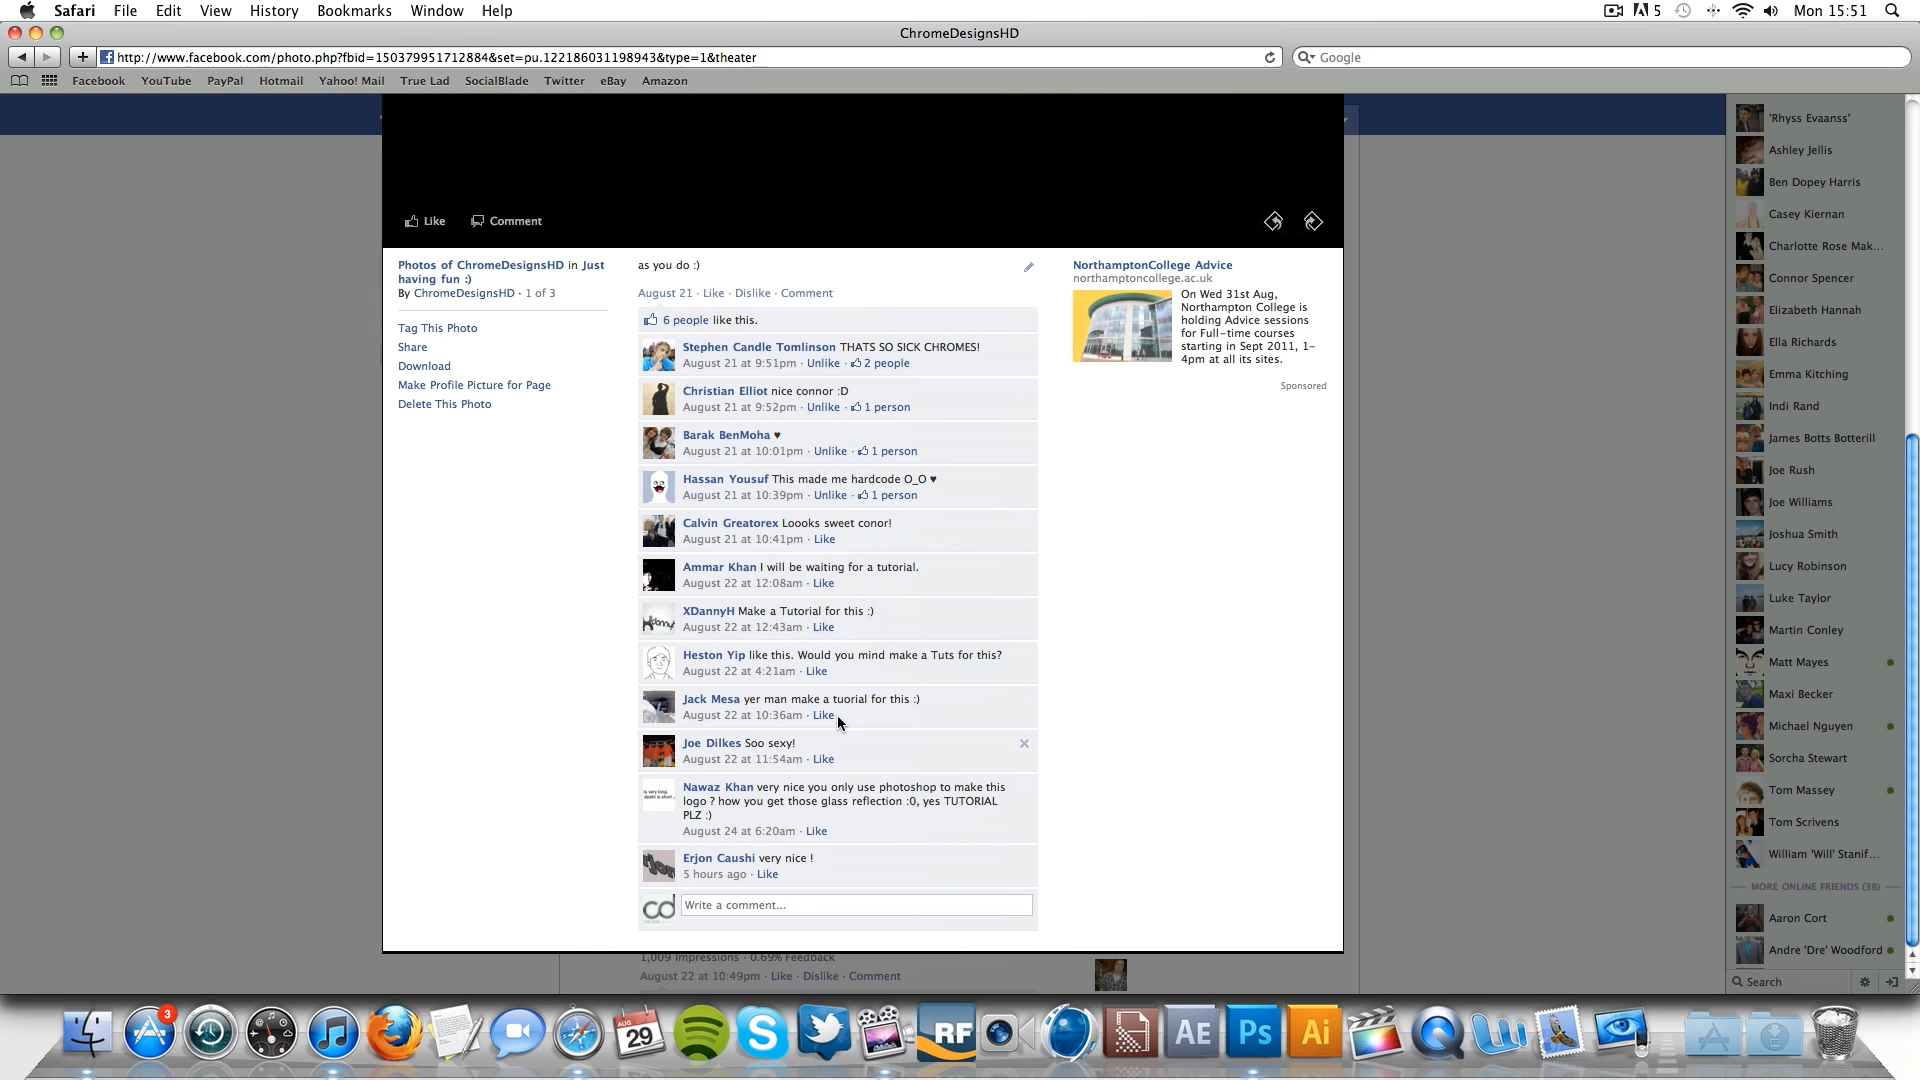 Safari File Edit View History Bookmarks Window Help
5 Mon 15:51
ChromeDesignsHD
http://www.facebook.com/photo.php?fbid=150379951712884&set=pu.122186031198943&type=1&theater
Google
Facebook YouTube PayPal Hotmail Yahoo! Mail True Lad SocialBlade Twitter eBay Amazon
Like Comment
Photos of ChromeDesignsHD in Just
having fun :)
By ChromeDesignsHD · 1 of 3
Tag This Photo
Share
Download
Make Profile Picture for Page
Delete This Photo
as you do :)
August 21 · Like · Dislike · Comment
6 people like this.
Stephen Candle Tomlinson THATS SO SICK CHROMES!
August 21 at 9:51pm · Unlike · 2 people
Christian Elliot nice connor :D
August 21 at 9:52pm · Unlike · 1 person
Barak BenMoha ♥
August 21 at 10:01pm · Unlike · 1 person
Hassan Yousuf This made me hardcode O_O ♥
August 21 at 10:39pm · Unlike · 1 person
Calvin Greatorex Loooks sweet conor!
August 21 at 10:41pm · Like
Ammar Khan I will be waiting for a tutorial.
August 22 at 12:08am · Like
XDannyH Make a Tutorial for this :)
August 22 at 12:43am · Like
Heston Yip like this. Would you mind make a Tuts for this?
August 22 at 4:21am · Like
Jack Mesa yer man make a tuorial for this :)
August 22 at 10:36am · Like
Joe Dilkes Soo sexy!
August 22 at 11:54am · Like
Nawaz Khan very nice you only use photoshop to make this
logo ? how you get those glass reflection :0, yes TUTORIAL
PLZ :)
August 24 at 6:20am · Like
Erjon Caushi very nice !
5 hours ago · Like
cd
Write a comment...
1,009 Impressions · 0.69% Feedback
August 22 at 10:49pm · Like · Dislike · Comment
NorthamptonCollege Advice
northamptoncollege.ac.uk
On Wed 31st Aug,
Northampton College is
holding Advice sessions
for Full-time courses
starting in Sept 2011, 1-
4pm at all its sites.
Sponsored
'Rhyss Evaanss'
Ashley Jellis
Ben Dopey Harris
Casey Kiernan
Charlotte Rose Mak...
Connor Spencer
Elizabeth Hannah
Ella Richards
Emma Kitching
Indi Rand
James Botts Botterill
Joe Rush
Joe Williams
Joshua Smith
Lucy Robinson
Luke Taylor
Martin Conley
Matt Mayes
Maxi Becker
Michael Nguyen
Sorcha Stewart
Tom Massey
Tom Scrivens
William 'Will' Stanif...
MORE ONLINE FRIENDS (38)
Aaron Cort
Andre 'Dre' Woodford
Search
3
AUG
29
RF
AE
Ps
Ai